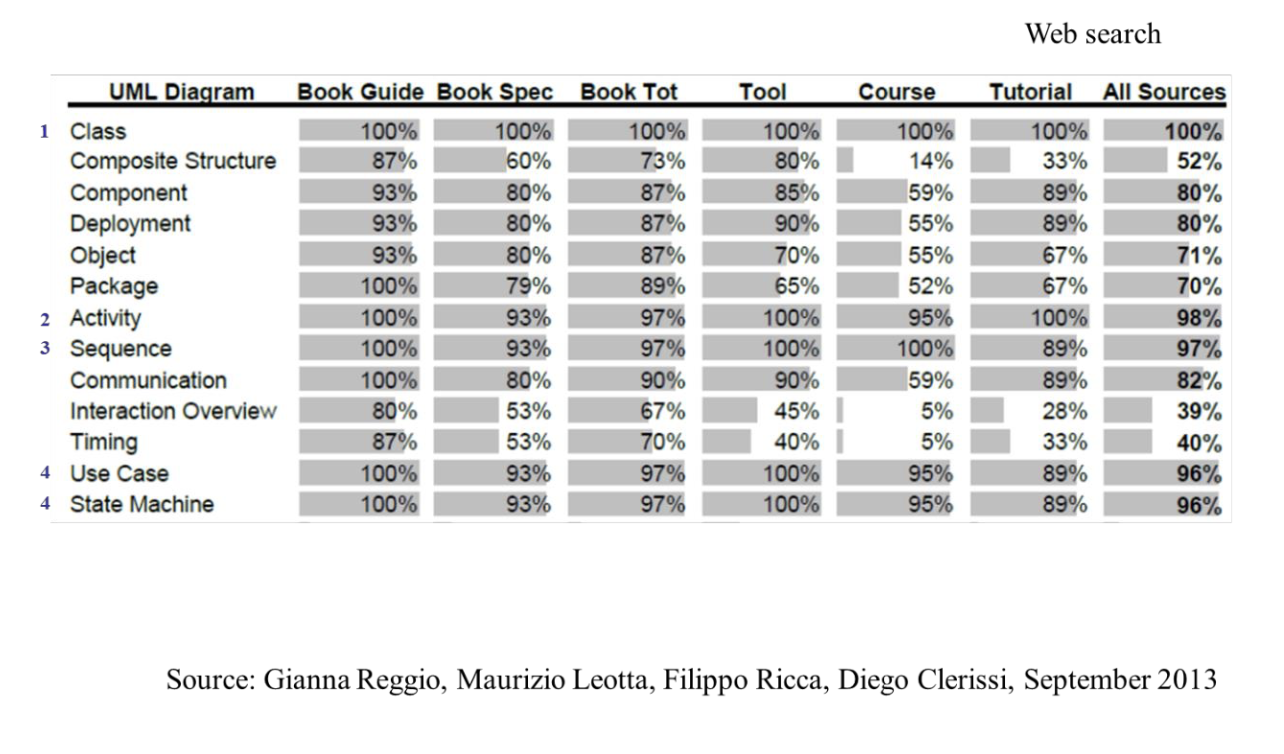 Web search
UML Diagram Book Guide Book Spec Book Tot Tool Course Tutorial All Sources
1 Class 100% 100% 100% 100% 100% 100% 100%
Composite Structure 87% 60% 73% 80% 14% 33% 52%
Component 93% 80% 87% 85% 59% 89% 80%
Deployment 93% 80% 87% 90% 55% 89% 80%
Object 93% 80% 87% 70% 55% 67% 71%
Package 100% 79% 89% 65% 52% 67% 70%
2 Activity 100% 93% 97% 100% 95% 100% 98%
3 Sequence 100% 93% 97% 100% 100% 89% 97%
Communication 100% 80% 90% 90% 59% 89% 82%
Interaction Overview 80% 53% 67% 45% 5% 28% 39%
Timing 87% 53% 70% 40% 5% 33% 40%
4 Use Case 100% 93% 97% 100% 95% 89% 96%
4 State Machine 100% 93% 97% 100% 95% 89% 96%
Source: Gianna Reggio, Maurizio Leotta, Filippo Ricca, Diego Clerissi, September 2013